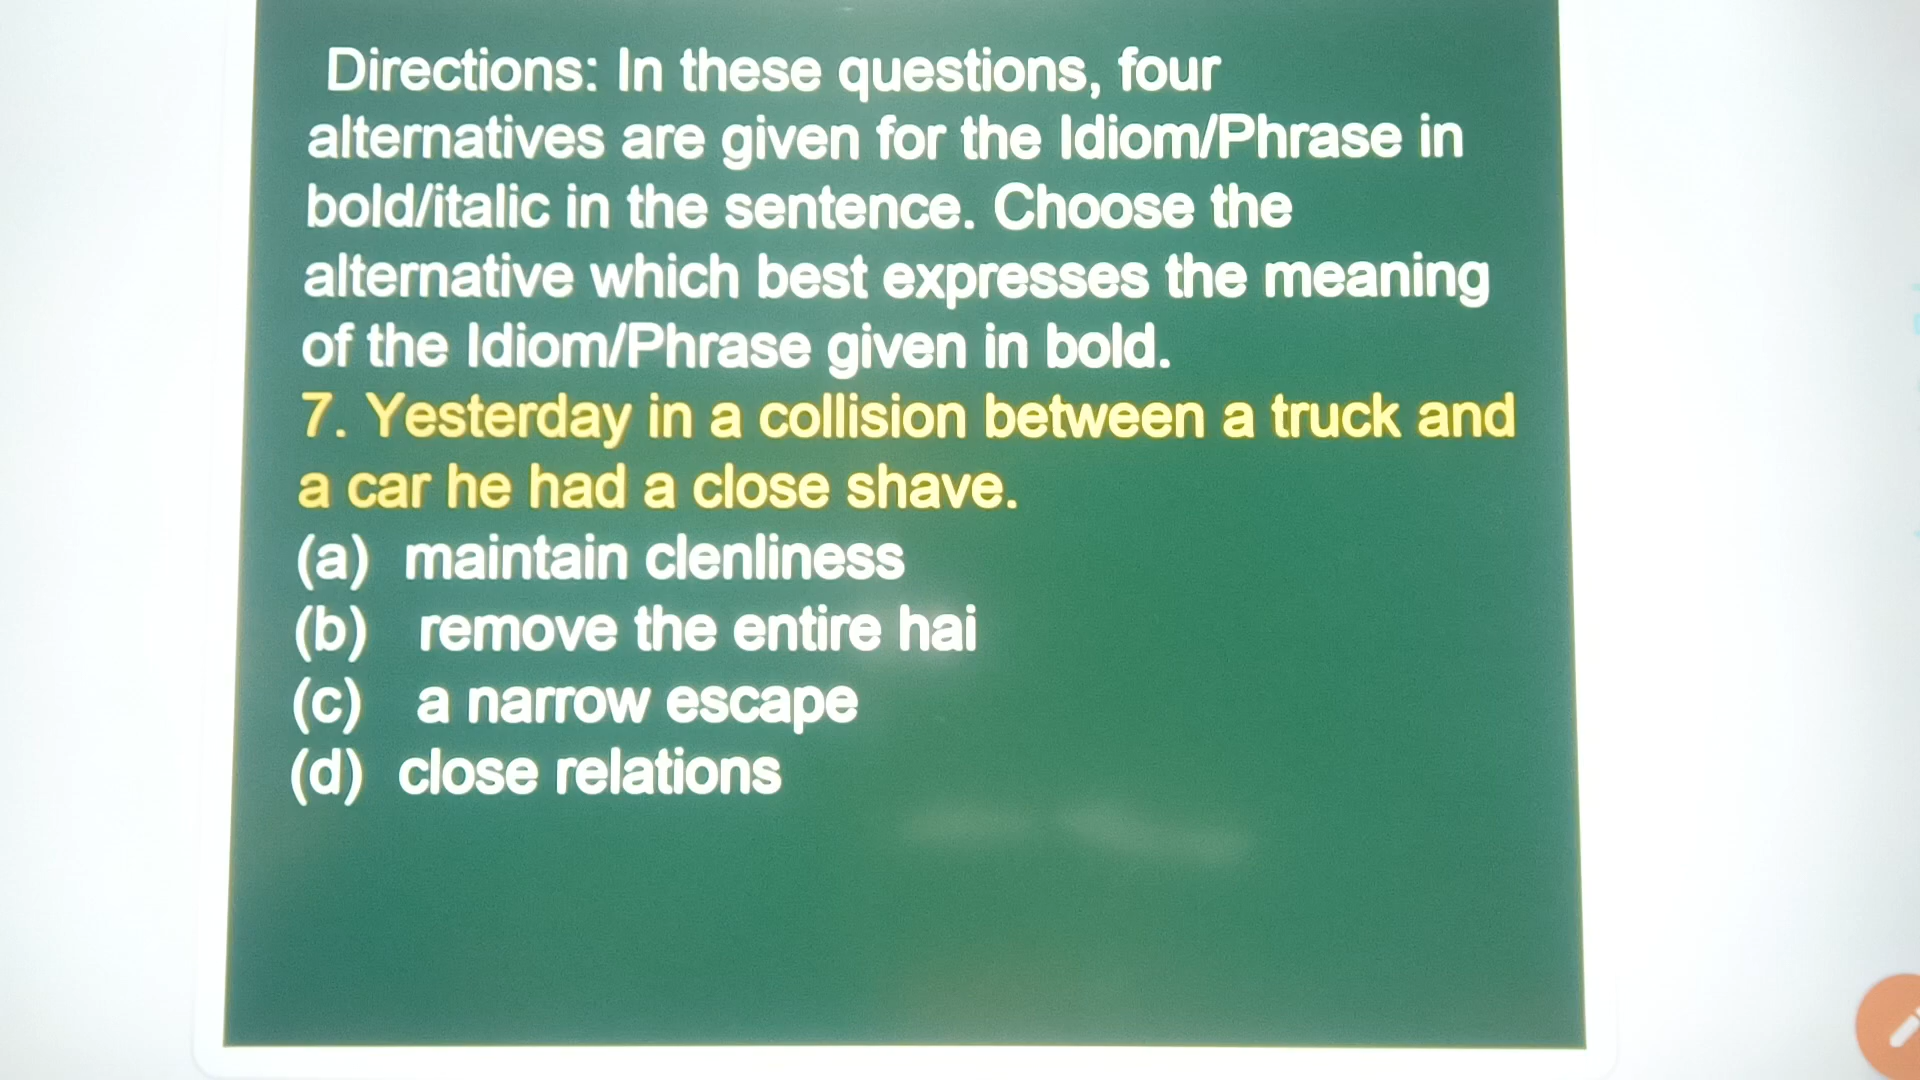 Directions: In these questions, four
alternatives are given for the Idiom/Phrase in
bold/italic in the sentence. Choose the
alternative which best expresses the meaning
of the Idiom/Phrase given in bold.
7. Yesterday in a collision between a truck and
a car he had a close shave.
(a) maintain clenliness
(b) remove the entire hai
(c) a narrow escape
(d) close relations